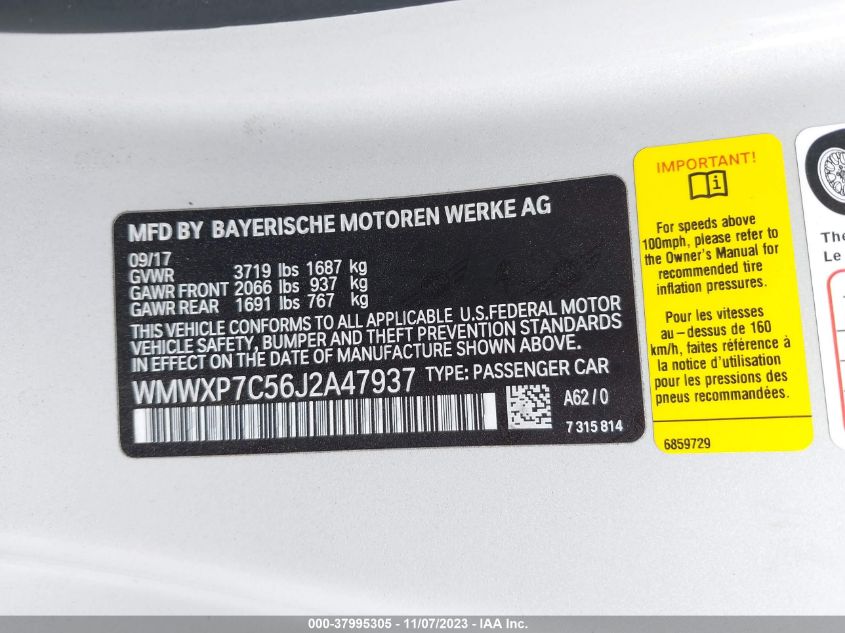 MFD BY BAYERISCHE MOTOREN WERKE AG
09/17
GVWR 3719 lbs 1687 kg
GAWR FRONT 2066 lbs 937 kg
GAWR REAR 1691 lbs 767 kg
THIS VEHICLE CONFORMS TO ALL APPLICABLE U.S.FEDERAL MOTOR
VEHICLE SAFETY, BUMPER AND THEFT PREVENTION STANDARDS
IN EFFECT ON THE DATE OF MANUFACTURE SHOWN ABOVE.
WMWXP7C56J2A47937 TYPE: PASSENGER CAR
A62/0
7 315 814
IMPORTANT!
For speeds above
100mph, please refer to
the Owner's Manual for
recommended tire
inflation pressures.
Pour les vitesses
au-dessus de 160
km/h, faites référence à
l'annexe pour les
pressions des
pneus recommandées.
6859729
The
Le
000-37995305 - 11/07/2023 - IAA Inc.